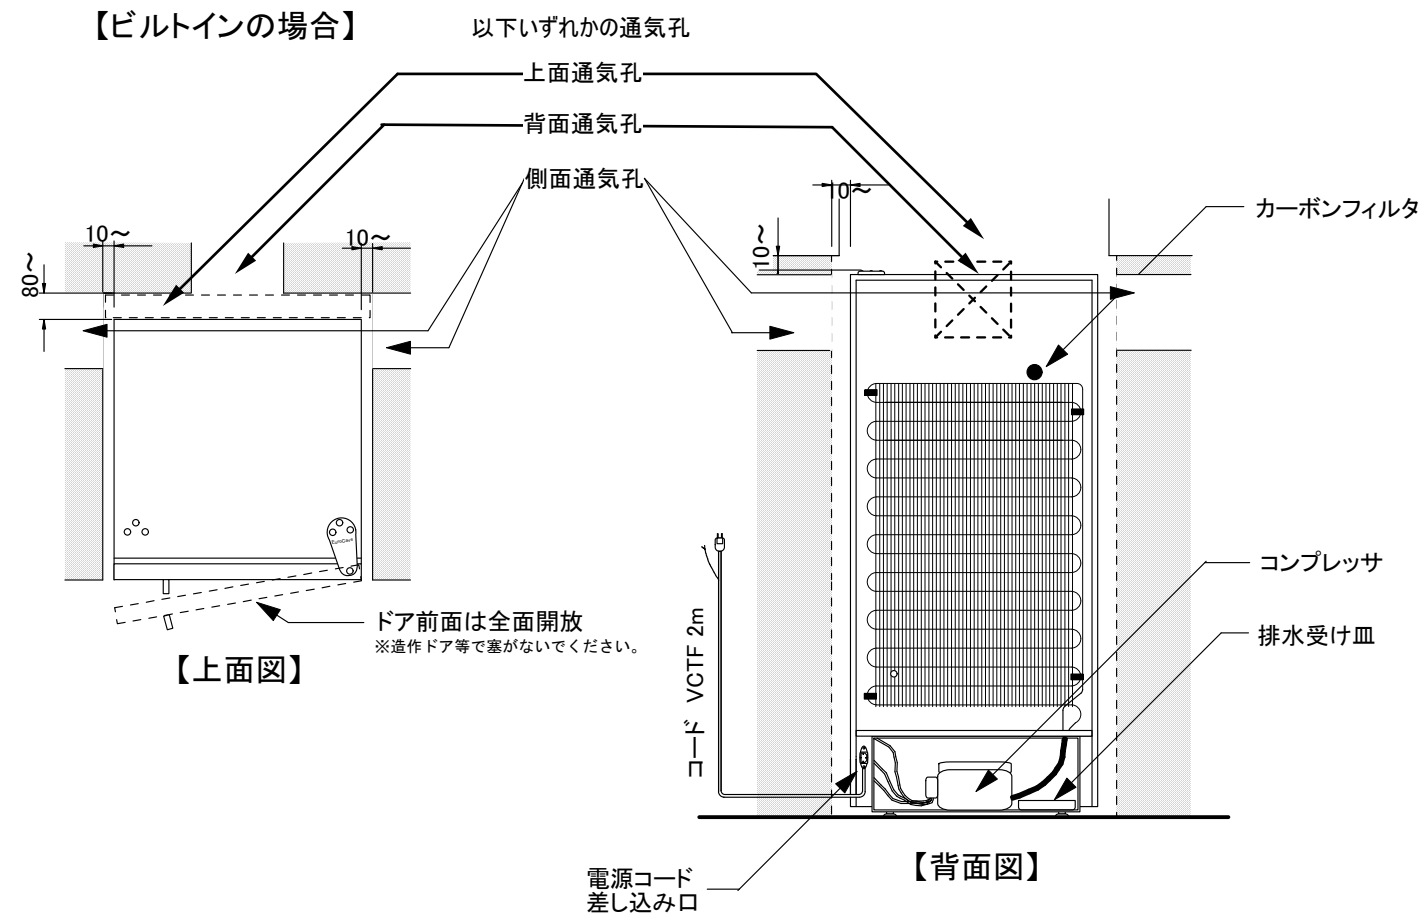 【ビルトインの場合】
以下いずれかの通気孔
上面通気孔
背面通気孔
側面通気孔
10～
10～
80～
EuroCave
ドア前面は全面開放
※造作ドア等で塞がないでください。
【上面図】
10～
10～
カーボンフィルタ
コード VCTF 2m
コンプレッサ
排水受け皿
電源コード
差し込み口
【背面図】